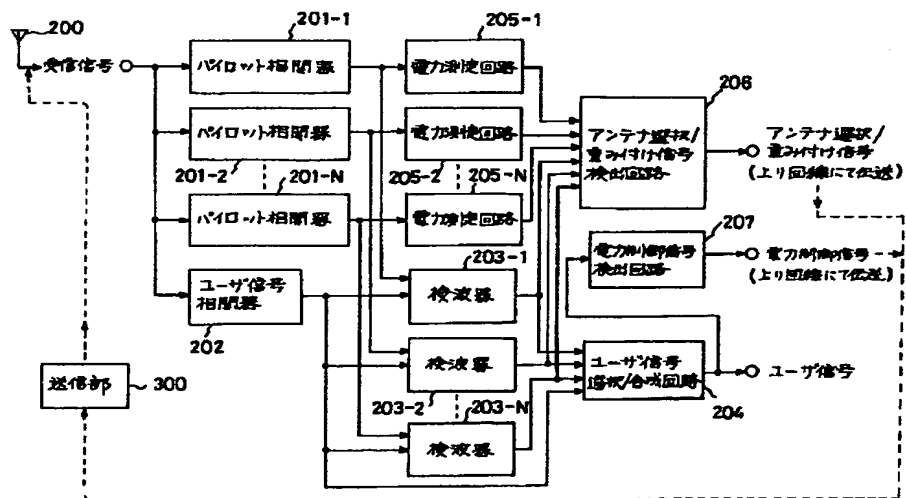 200
受信信号
201-1
パイロット相関器
パイロット相関器
201-2
201-N
パイロット相関器
ユーザ信号
相関器
202
205-1
電力測定回路
電力測定回路
205-2
205-N
電力測定回路
203-1
検波器
検波器
203-2
203-N
検波器
206
アンテナ選択/
重み付け信号
検出回路
アンテナ選択/
重み付け信号
(上り回線にて伝送)
207
電力制御信号
検出回路
電力制御信号
(上り回線にて伝送)
ユーザ信号
選択/合成回路
204
ユーザ信号
送信部
300